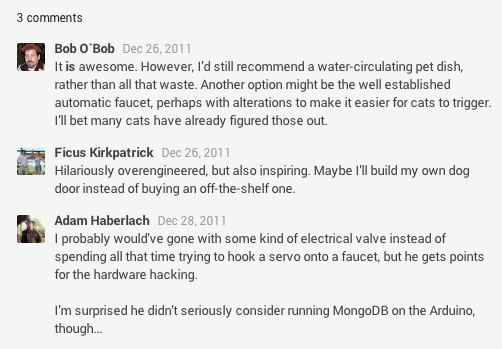 3 comments
Bob O`Bob Dec 26, 2011
It is awesome. However, I'd still recommend a water-circulating pet dish,
rather than all that waste. Another option might be the well established
automatic faucet, perhaps with alterations to make it easier for cats to trigger.
I'll bet many cats have already figured those out.
Ficus Kirkpatrick Dec 26, 2011
Hilariously overengineered, but also inspiring. Maybe I'll build my own dog
door instead of buying an off-the-shelf one.
Adam Haberlach Dec 28, 2011
I probably would've gone with some kind of electrical valve instead of
spending all that time trying to hook a servo onto a faucet, but he gets points
for the hardware hacking.
I'm surprised he didn't seriously consider running MongoDB on the Arduino,
though...